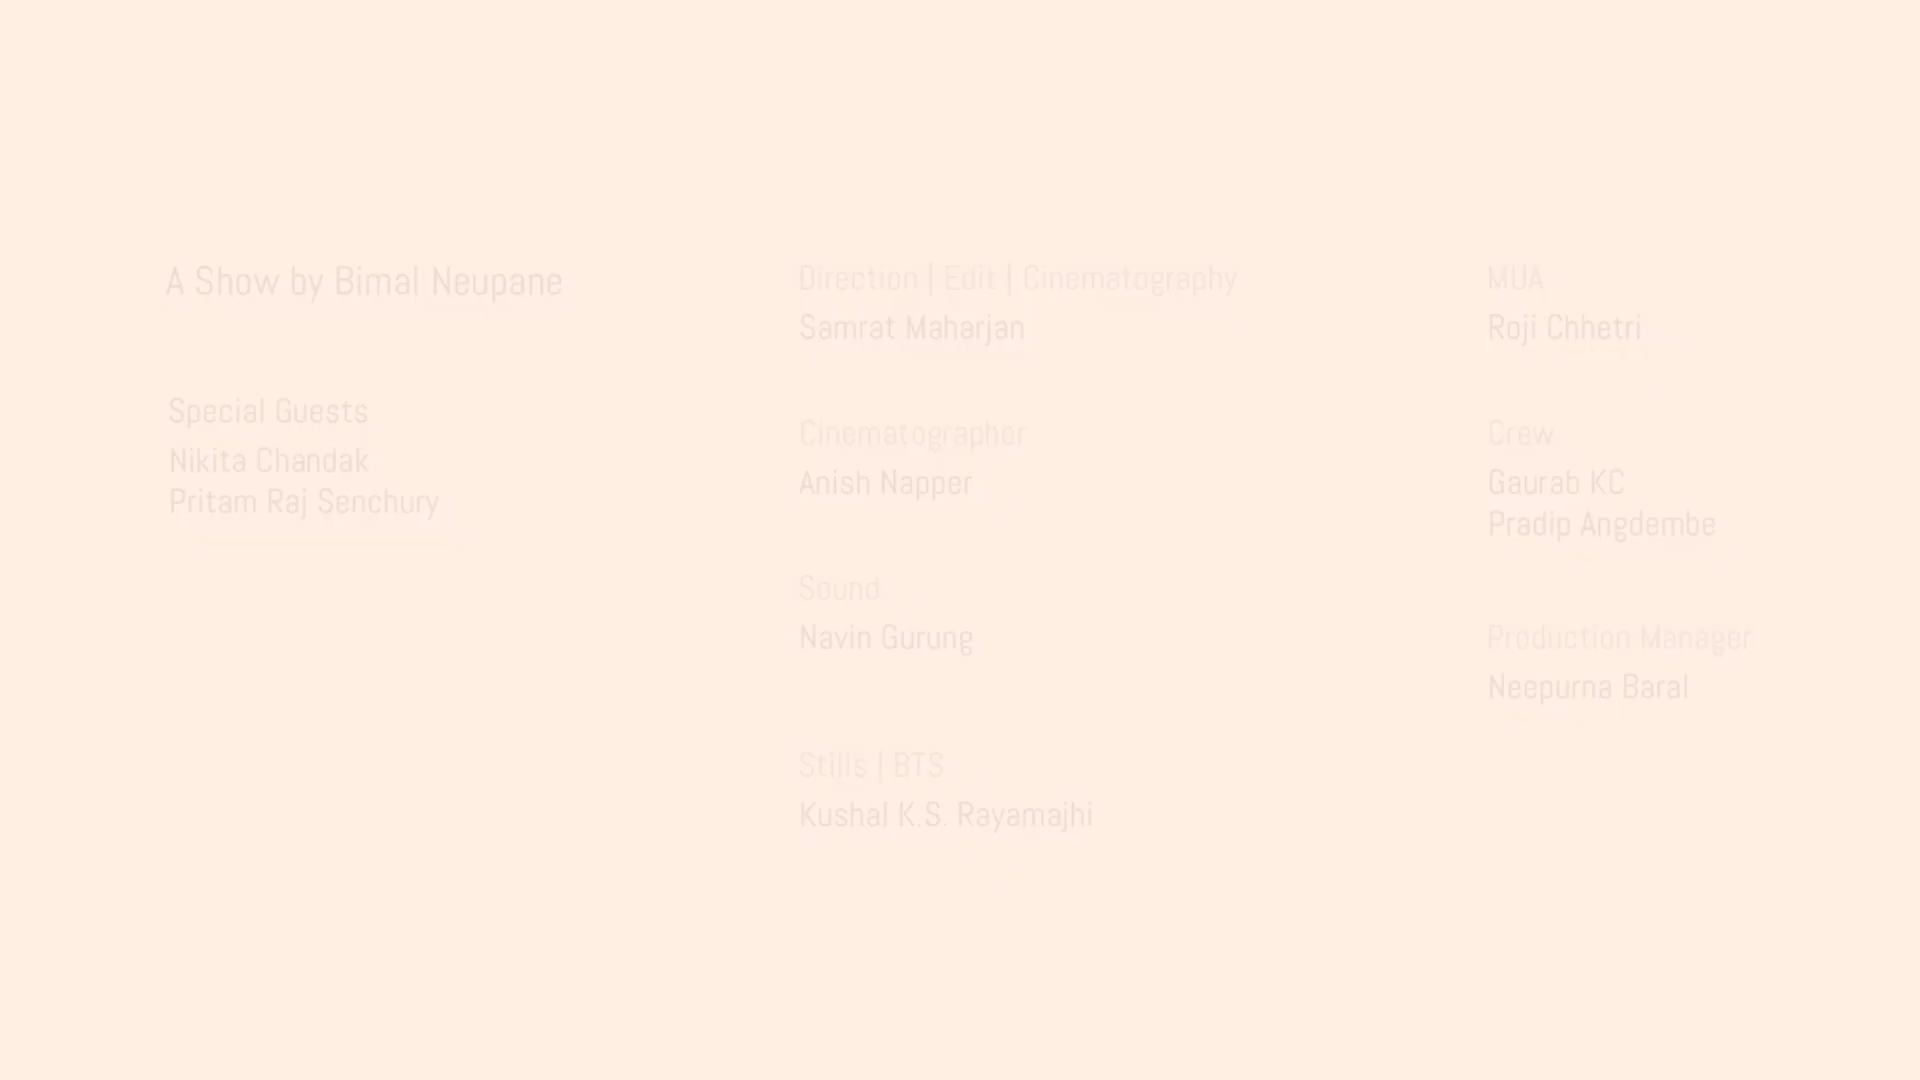 A Show by Bimal Neupane
Special Guests
Nikita Chandak
Pritam Raj Senchury
Direction | Edit | Cinematography
Samrat Maharjan
Cinematographer
Anish Napper
Sound
Navin Gurung
Stills | BTS
Kushal K.S. Rayamajhi
MUA
Roji Chhetri
Crew
Gaurab KC
Pradip Angdembe
Production Manager
Neepurna Baral